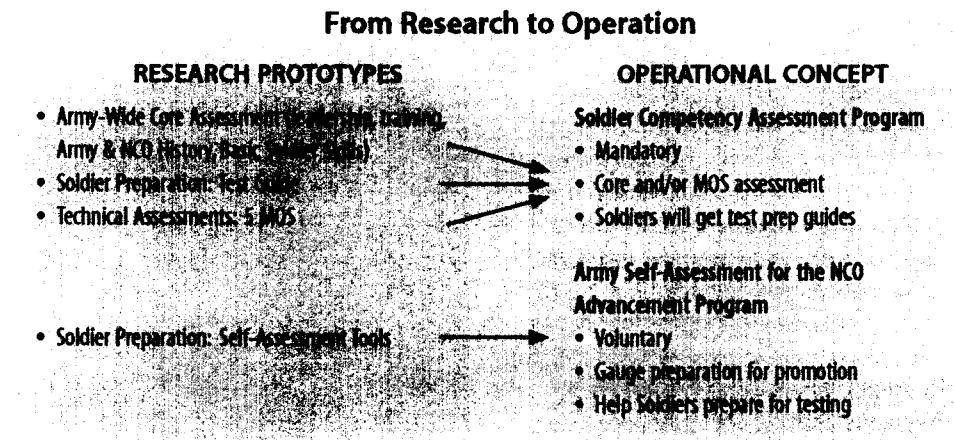 From Research to Operation
RESEARCH PROTOTYPES
• Army-Wide Core Assessment (leadership, training,
Army & NCO History, Basic Soldier Skills)
• Soldier Preparation: Test Guide
• Technical Assessments: 5 MOS
• Soldier Preparation: Self-Assessment Tools
OPERATIONAL CONCEPT
Soldier Competency Assessment Program
• Mandatory
• Core and/or MOS assessment
• Soldiers will get test prep guides
Army Self-Assessment for the NCO
Advancement Program
• Voluntary
• Gauge preparation for promotion
• Help Soldiers prepare for testing